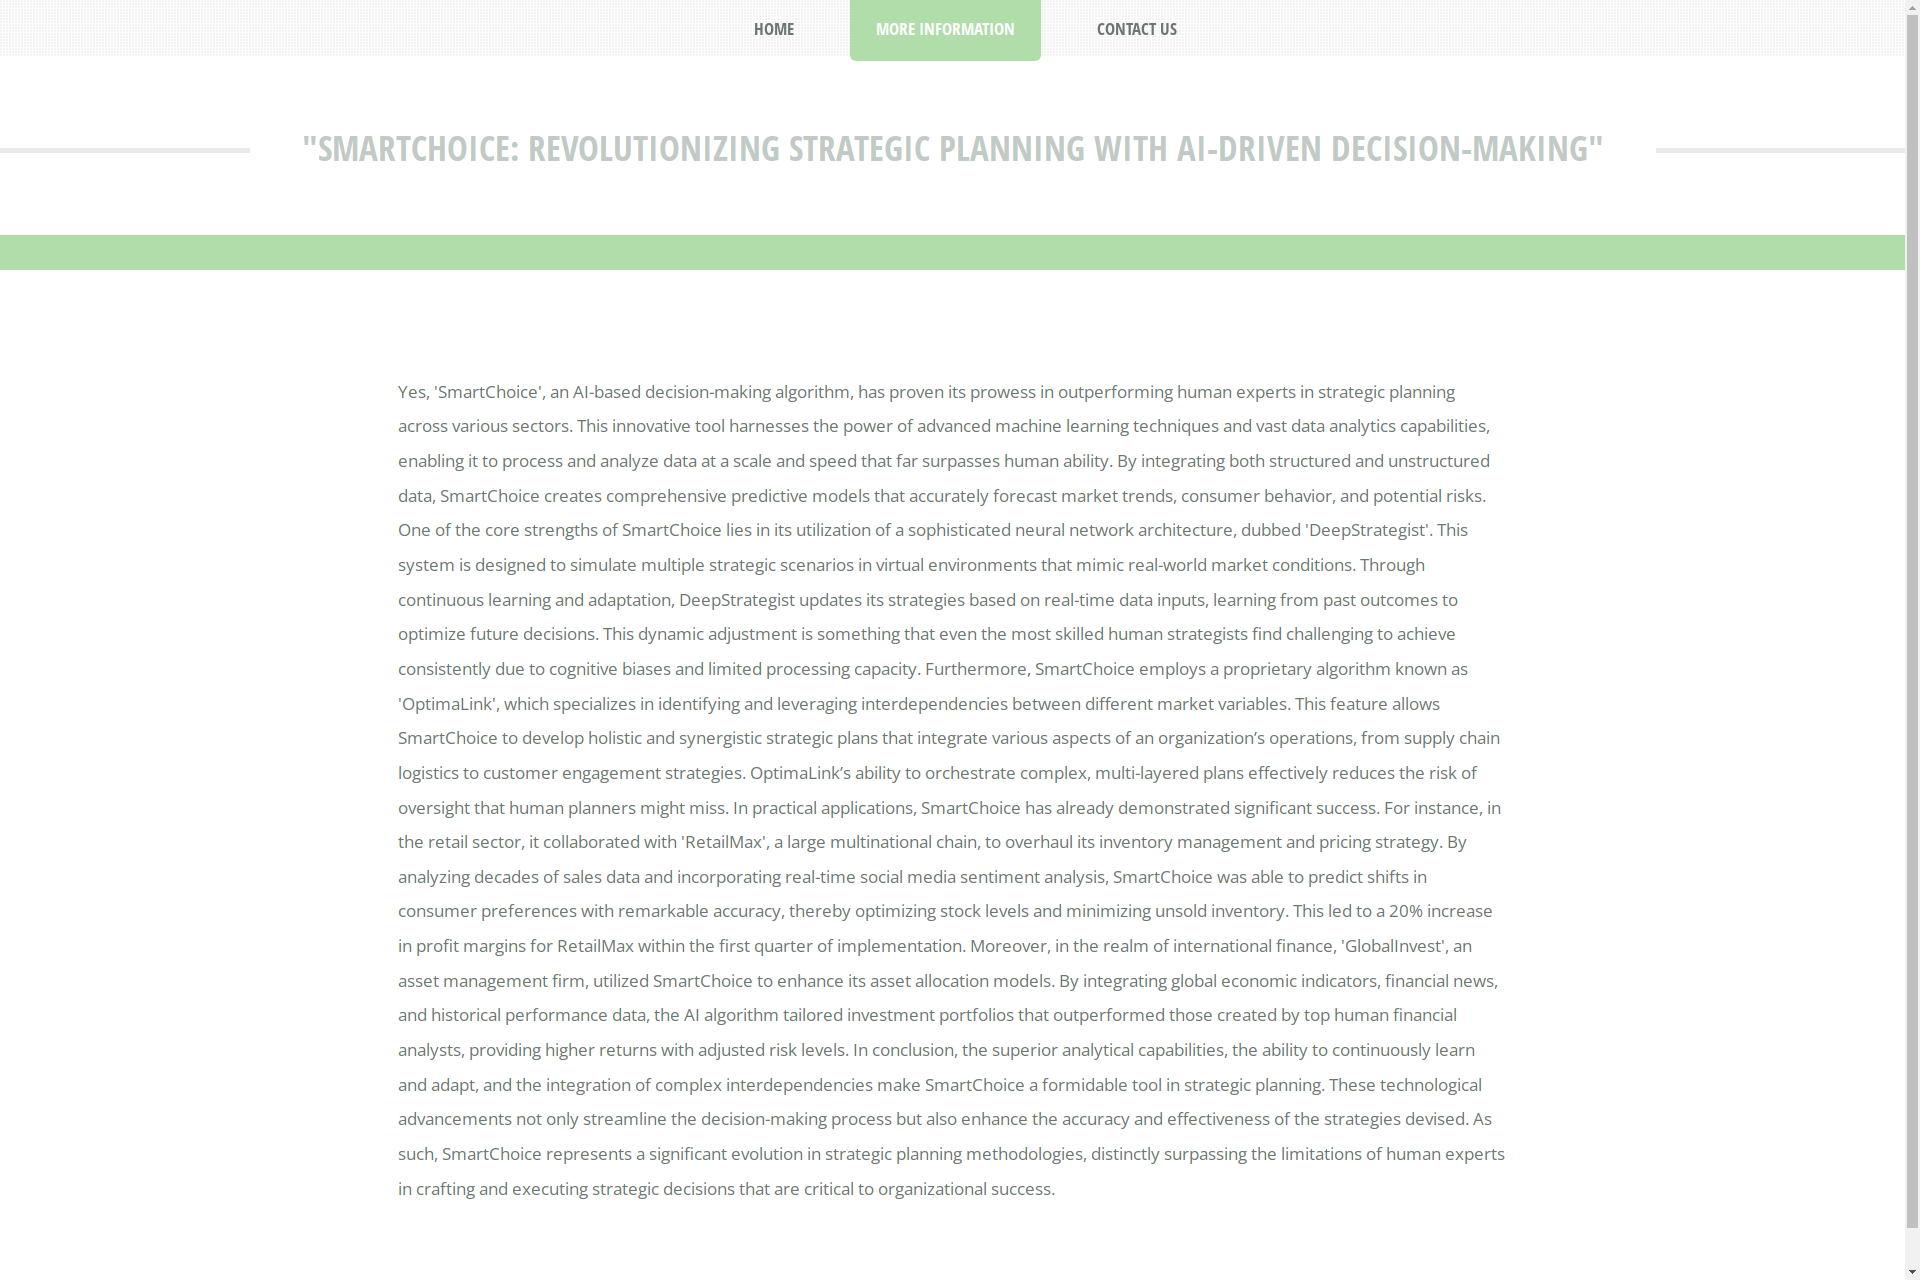 HOME
MORE INFORMATION
CONTACT US
"SMARTCHOICE: REVOLUTIONIZING STRATEGIC PLANNING WITH AI-DRIVEN DECISION-MAKING"
Yes, 'SmartChoice', an AI-based decision-making algorithm, has proven its prowess in outperforming human experts in strategic planning
across various sectors. This innovative tool harnesses the power of advanced machine learning techniques and vast data analytics capabilities,
enabling it to process and analyze data at a scale and speed that far surpasses human ability. By integrating both structured and unstructured
data, SmartChoice creates comprehensive predictive models that accurately forecast market trends, consumer behavior, and potential risks.
One of the core strengths of SmartChoice lies in its utilization of a sophisticated neural network architecture, dubbed 'DeepStrategist'. This
system is designed to simulate multiple strategic scenarios in virtual environments that mimic real-world market conditions. Through
continuous learning and adaptation, DeepStrategist updates its strategies based on real-time data inputs, learning from past outcomes to
optimize future decisions. This dynamic adjustment is something that even the most skilled human strategists find challenging to achieve
consistently due to cognitive biases and limited processing capacity. Furthermore, SmartChoice employs a proprietary algorithm known as
'OptimaLink', which specializes in identifying and leveraging interdependencies between different market variables. This feature allows
SmartChoice to develop holistic and synergistic strategic plans that integrate various aspects of an organization’s operations, from supply chain
logistics to customer engagement strategies. OptimaLink’s ability to orchestrate complex, multi-layered plans effectively reduces the risk of
oversight that human planners might miss. In practical applications, SmartChoice has already demonstrated significant success. For instance, in
the retail sector, it collaborated with 'RetailMax', a large multinational chain, to overhaul its inventory management and pricing strategy. By
analyzing decades of sales data and incorporating real-time social media sentiment analysis, SmartChoice was able to predict shifts in
consumer preferences with remarkable accuracy, thereby optimizing stock levels and minimizing unsold inventory. This led to a 20% increase
in profit margins for RetailMax within the first quarter of implementation. Moreover, in the realm of international finance, 'GlobalInvest', an
asset management firm, utilized SmartChoice to enhance its asset allocation models. By integrating global economic indicators, financial news,
and historical performance data, the AI algorithm tailored investment portfolios that outperformed those created by top human financial
analysts, providing higher returns with adjusted risk levels. In conclusion, the superior analytical capabilities, the ability to continuously learn
and adapt, and the integration of complex interdependencies make SmartChoice a formidable tool in strategic planning. These technological
advancements not only streamline the decision-making process but also enhance the accuracy and effectiveness of the strategies devised. As
such, SmartChoice represents a significant evolution in strategic planning methodologies, distinctly surpassing the limitations of human experts
in crafting and executing strategic decisions that are critical to organizational success.